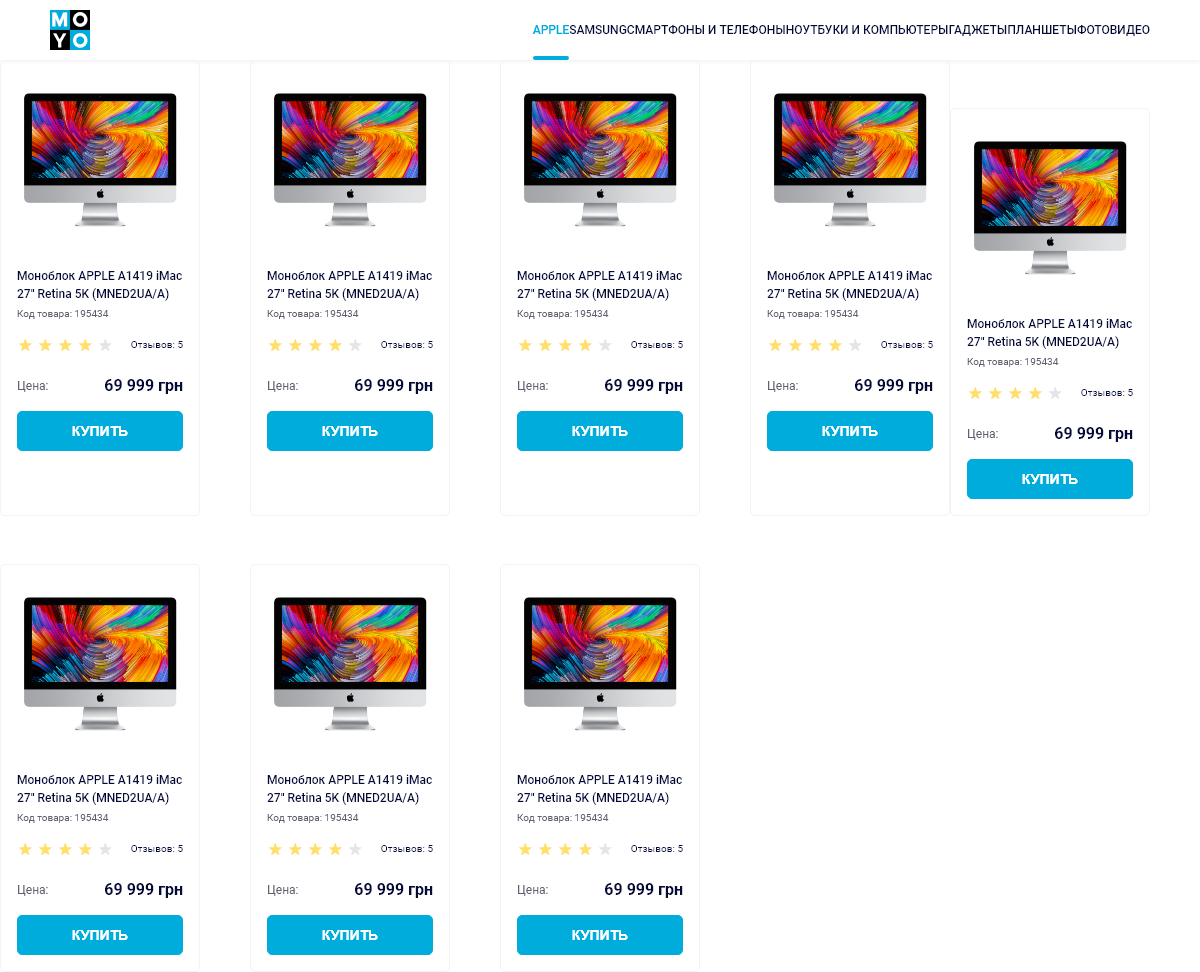 MO
YO
APPLESAMSUNGСМАРТФОНЫ И ТЕЛЕФОНЫНОУТБУКИ И КОМПЬЮТЕРЫГАДЖЕТЫПЛАНШЕТЫФОТОВИДЕО
Моноблок APPLE A1419 iMac
27" Retina 5K (MNED2UA/A)
Код товара: 195434
Отзывов: 5
Цена: 69 999 грн
КУПИТЬ
Моноблок APPLE A1419 iMac
27" Retina 5K (MNED2UA/A)
Код товара: 195434
Отзывов: 5
Цена: 69 999 грн
КУПИТЬ
Моноблок APPLE A1419 iMac
27" Retina 5K (MNED2UA/A)
Код товара: 195434
Отзывов: 5
Цена: 69 999 грн
КУПИТЬ
Моноблок APPLE A1419 iMac
27" Retina 5K (MNED2UA/A)
Код товара: 195434
Отзывов: 5
Цена: 69 999 грн
КУПИТЬ
Моноблок APPLE A1419 iMac
27" Retina 5K (MNED2UA/A)
Код товара: 195434
Отзывов: 5
Цена: 69 999 грн
КУПИТЬ
Моноблок APPLE A1419 iMac
27" Retina 5K (MNED2UA/A)
Код товара: 195434
Отзывов: 5
Цена: 69 999 грн
КУПИТЬ
Моноблок APPLE A1419 iMac
27" Retina 5K (MNED2UA/A)
Код товара: 195434
Отзывов: 5
Цена: 69 999 грн
КУПИТЬ
Моноблок APPLE A1419 iMac
27" Retina 5K (MNED2UA/A)
Код товара: 195434
Отзывов: 5
Цена: 69 999 грн
КУПИТЬ